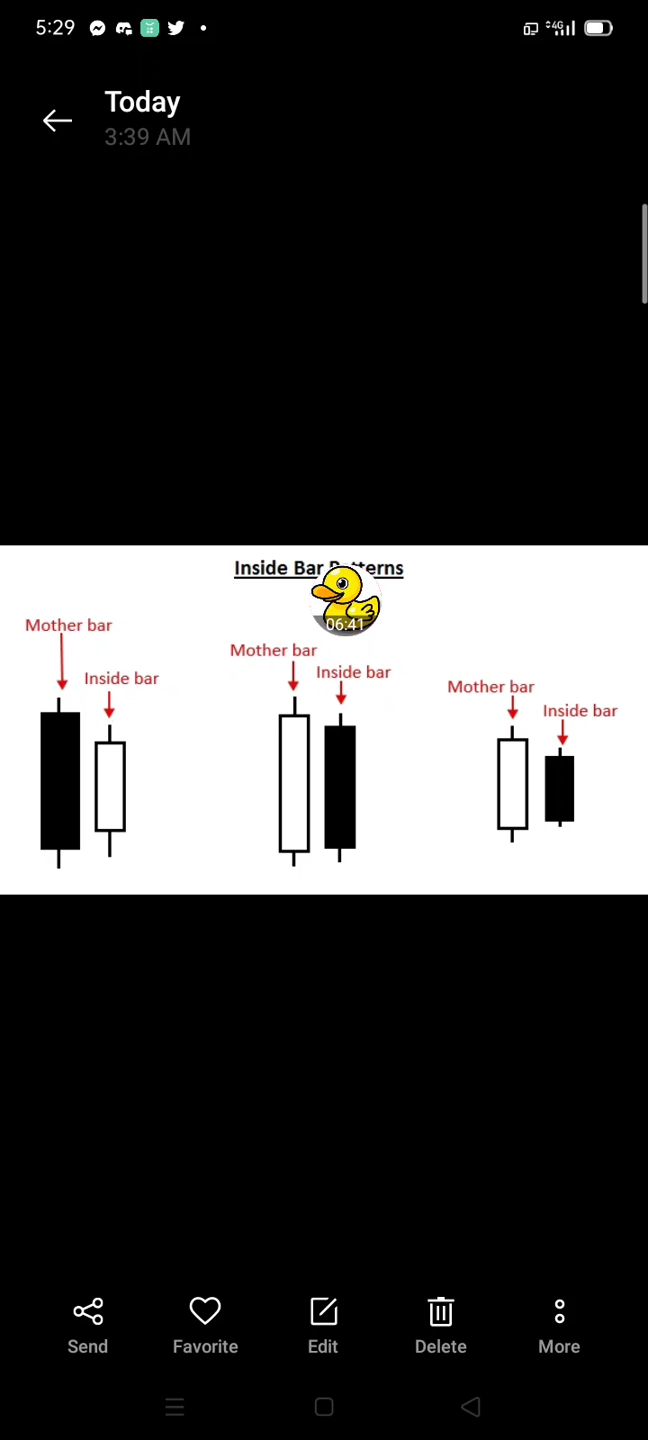 5:29
4G
Today
3:39 AM
Inside Bar
06:41
Mother bar
Inside bar
Mother bar
Inside bar
Mother bar
Inside bar
Send Favorite Edit Delete More